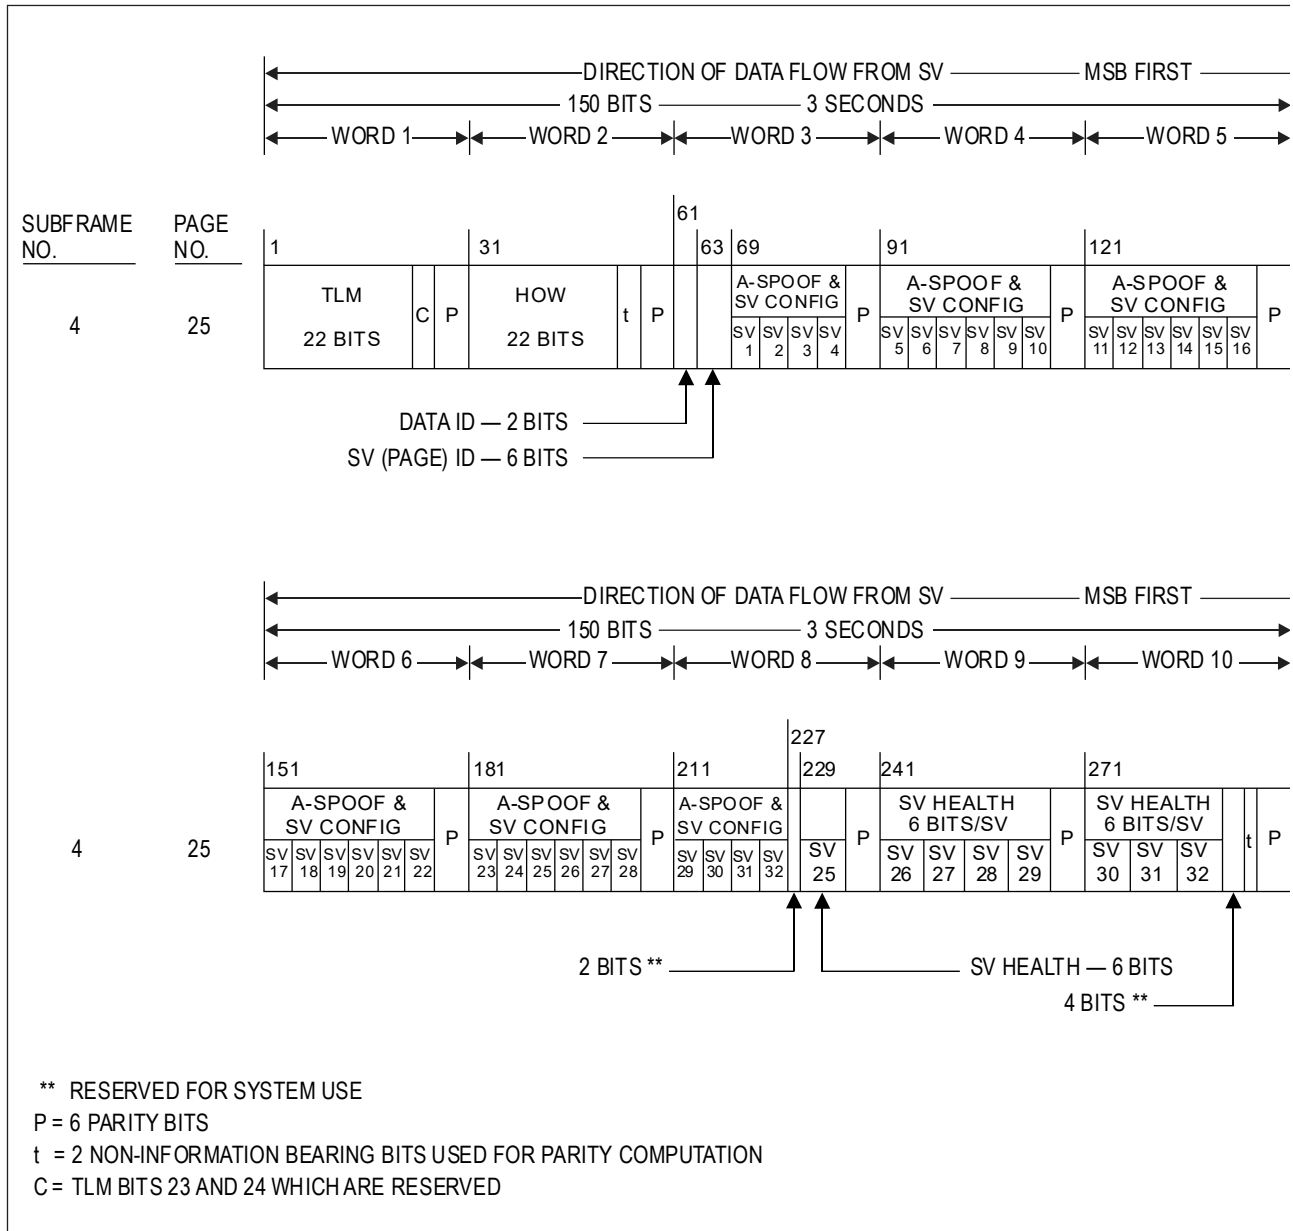 DIRECTION OF DATA FLOW FROM SV MSB FIRST
150 BITS 3 SECONDS
WORD 1 WORD 2 WORD 3 WORD 4 WORD 5
SUBFRAME NO. PAGE NO.
61
1 31 63 69 91 121
4 25
TLM 22 BITS C P
HOW 22 BITS t P
A-SPOOF & SV CONFIG SV 1 SV 2 SV 3 SV 4 P
A-SPOOF & SV CONFIG SV 5 SV 6 SV 7 SV 8 SV 9 SV 10 P
A-SPOOF & SV CONFIG SV 11 SV 12 SV 13 SV 14 SV 15 SV 16 P
DATA ID — 2 BITS
SV (PAGE) ID — 6 BITS
DIRECTION OF DATA FLOW FROM SV MSB FIRST
150 BITS 3 SECONDS
WORD 6 WORD 7 WORD 8 WORD 9 WORD 10
227
151 181 211 229 241 271
4 25
A-SPOOF & SV CONFIG SV 17 SV 18 SV 19 SV 20 SV 21 SV 22 P
A-SPOOF & SV CONFIG SV 23 SV 24 SV 25 SV 26 SV 27 SV 28 P
A-SPOOF & SV CONFIG SV 29 SV 30 SV 31 SV 32 SV 25 P
SV HEALTH 6 BITS/SV SV 26 SV 27 SV 28 SV 29 P
SV HEALTH 6 BITS/SV SV 30 SV 31 SV 32 t P
2 BITS ** SV HEALTH — 6 BITS
4 BITS **
** RESERVED FOR SYSTEM USE
P = 6 PARITY BITS
t = 2 NON-INFORMATION BEARING BITS USED FOR PARITY COMPUTATION
C = TLM BITS 23 AND 24 WHICH ARE RESERVED